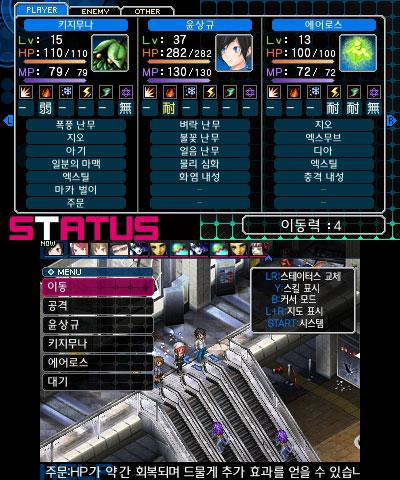 PLAYER ENEMY OTHER
키지무나
Lv: 15
HP:110/110
MP: 79/ 79
- 弱 - - - - 無
폭풍 난무
지오
아기
일분의 마맥
엑스틸
마카 벌이
주문
윤상규
Lv: 37
HP:282/282
MP:130/130
- - 耐 - - - -
벼락 난무
불꽃 난무
얼음 난무
물리 심화
화염 내성
-
-
에어로스
Lv: 13
HP:100/100
MP: 72/ 72
- - - - 耐 耐 -
지오
엑스무브
디아
엑스틸
충격 내성
-
-
L
R
STATUS
이동력 :4
NOW
MENU
이동
공격
윤상규
키지무나
에어로스
대기
LR:스테이터스 교체
Y:스킬 표시
B:커서 모드
L+R:지도 표시
START:시스템
주문:HP가 약간 회복되며 드물게 추가 효과를 얻을 수 있습니